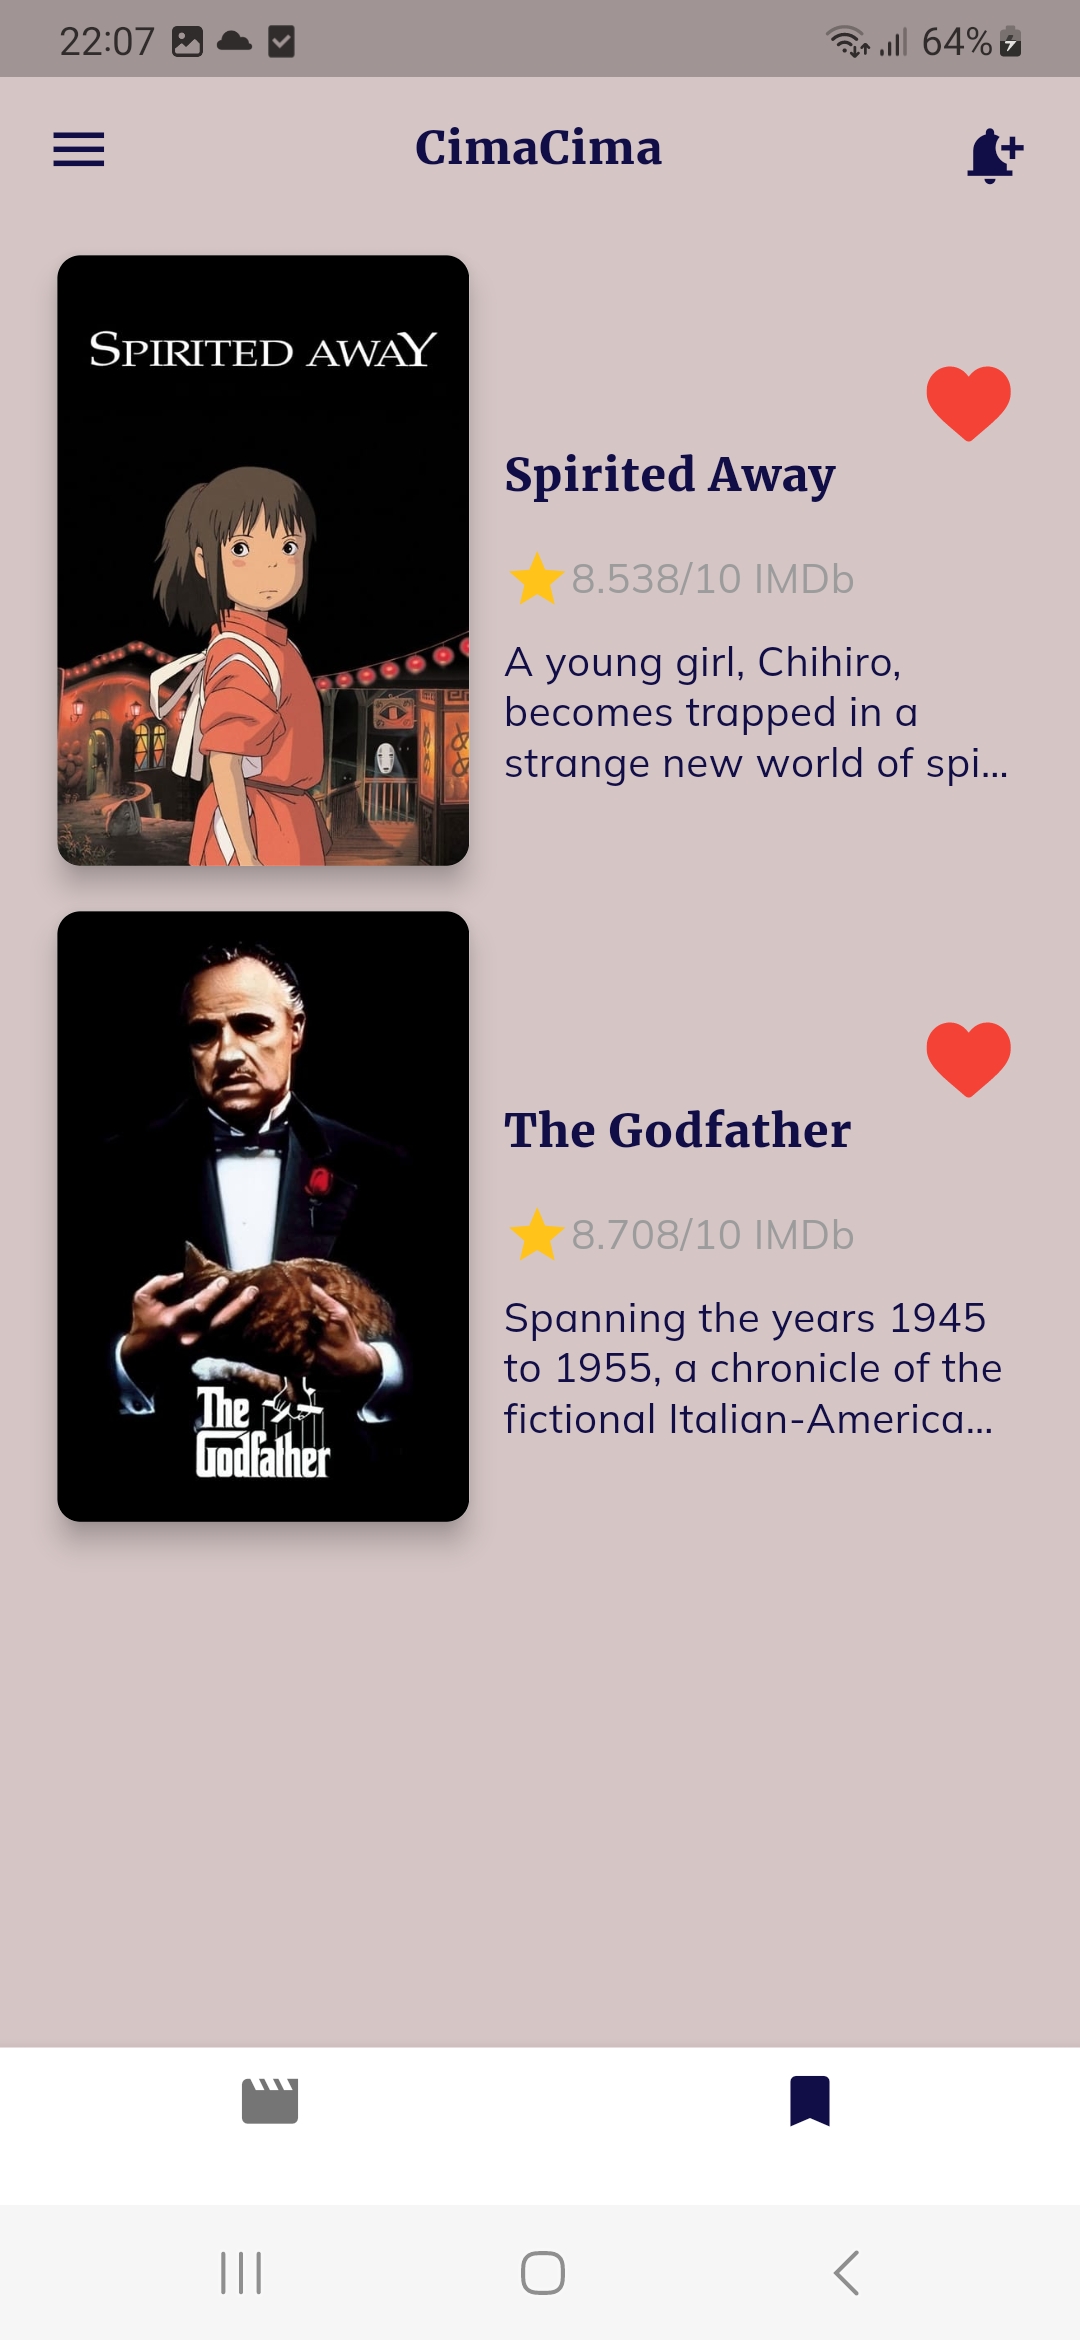 22:07
64%
CimaCima
SPIRITED AWAY
Spirited Away
8.538/10 IMDb
A young girl, Chihiro,
becomes trapped in a
strange new world of spi...
The Godfather
The Godfather
8.708/10 IMDb
Spanning the years 1945
to 1955, a chronicle of the
fictional Italian-America...